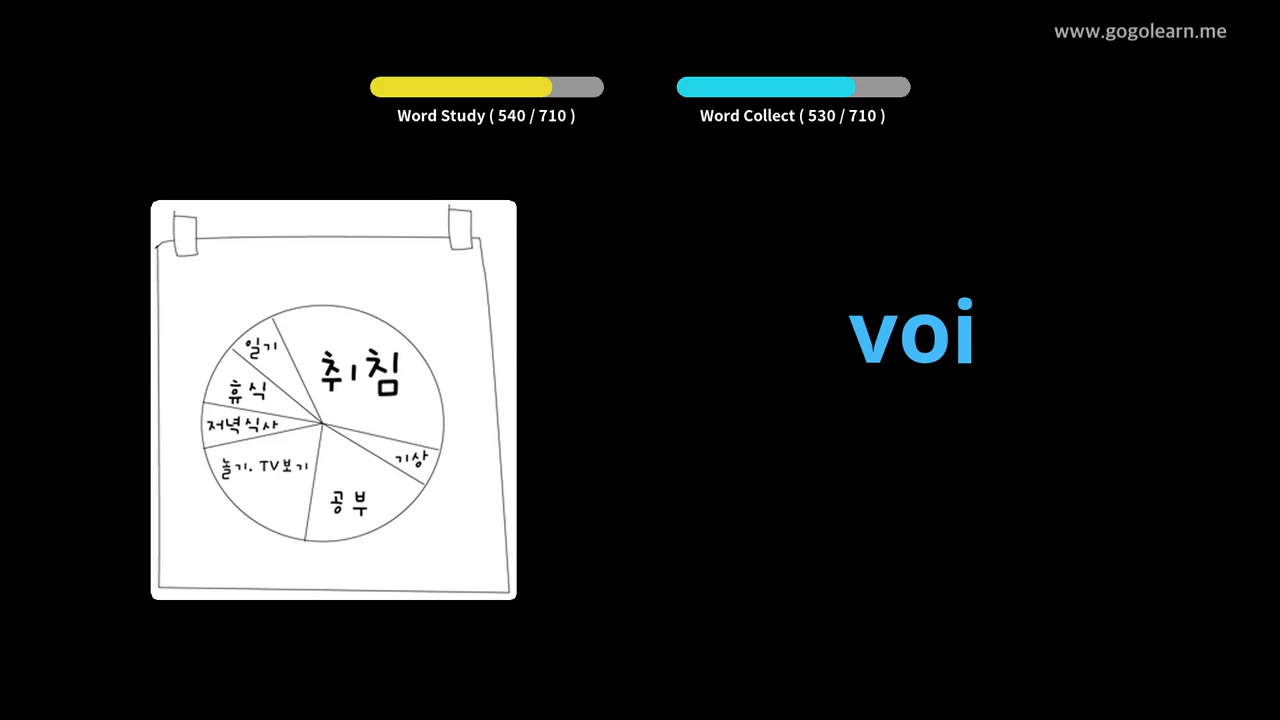 www.gogolearn.me
Word Study ( 540 / 710 )
Word Collect ( 530 / 710 )
일기
취침
휴식
저녁식사
놀기. TV보기
기상
공부
voi